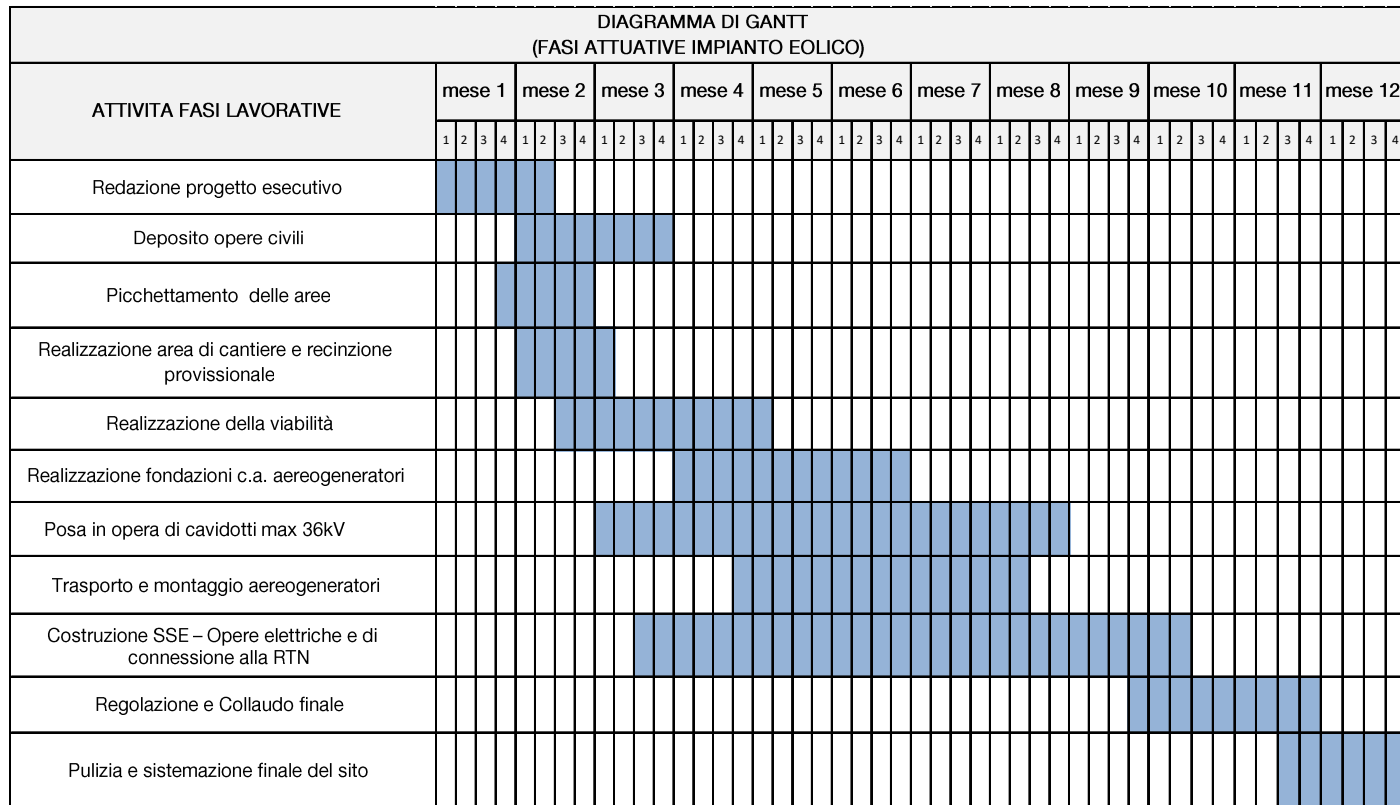 DIAGRAMMA DI GANTT
(FASI ATTUATIVE IMPIANTO EOLICO)
ATTIVITA FASI LAVORATIVE
mese 1 mese 2 mese 3 mese 4 mese 5 mese 6 mese 7 mese 8 mese 9 mese 10 mese 11 mese 12
1 2 3 4 1 2 3 4 1 2 3 4 1 2 3 4 1 2 3 4 1 2 3 4 1 2 3 4 1 2 3 4 1 2 3 4 1 2 3 4 1 2 3 4 1 2 3 4
Redazione progetto esecutivo
Deposito opere civili
Picchettamento delle aree
Realizzazione area di cantiere e recinzione
provissionale
Realizzazione della viabilità
Realizzazione fondazioni c.a. aereogeneratori
Posa in opera di cavidotti max 36kV
Trasporto e montaggio aereogeneratori
Costruzione SSE – Opere elettriche e di
connessione alla RTN
Regolazione e Collaudo finale
Pulizia e sistemazione finale del sito